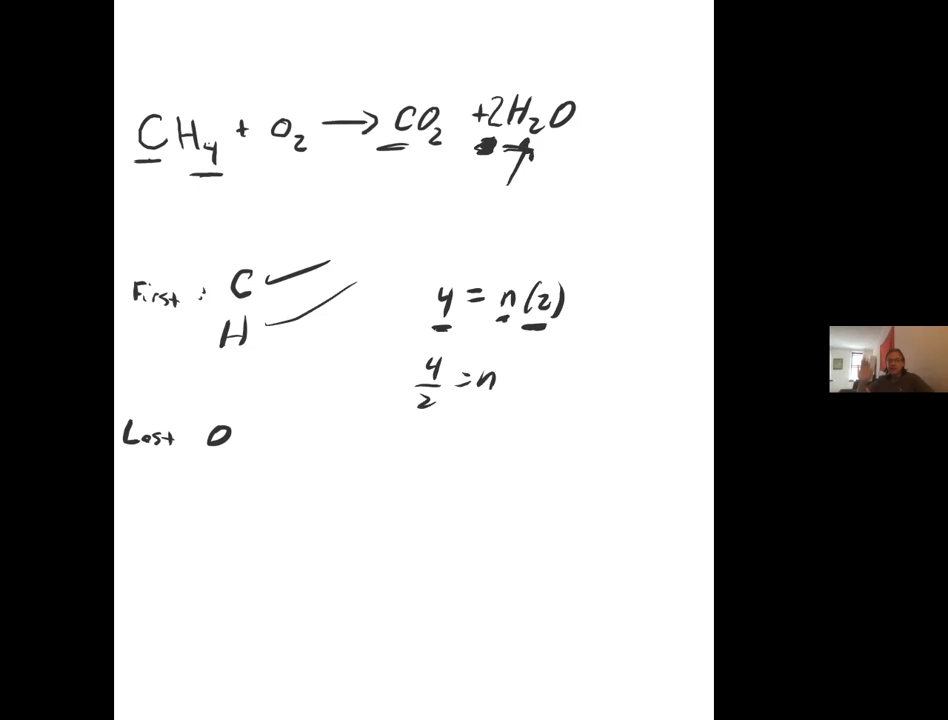 CH₄ + O₂ → CO₂ + 2H₂O
First : C
H
4 = n(2)
4/2 = n
Last O